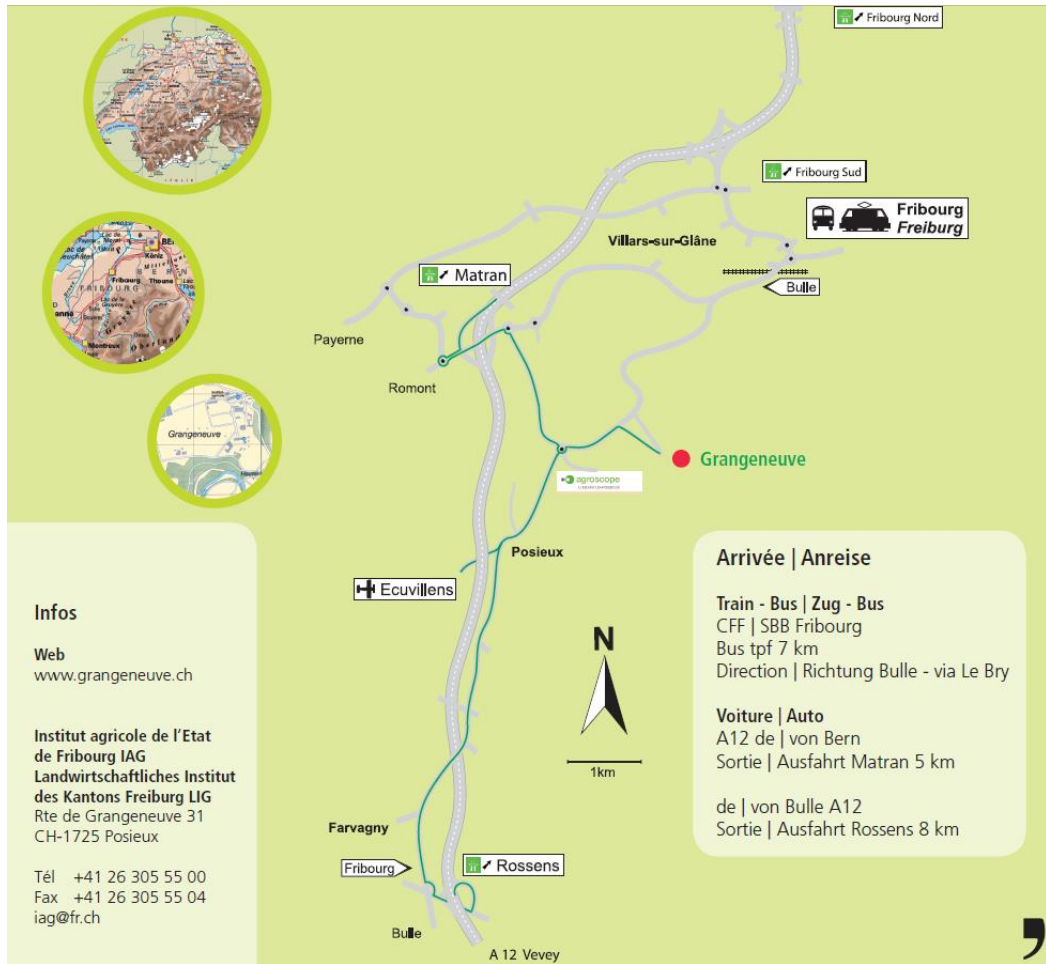 Fribourg Nord
Fribourg Sud
Fribourg
Freiburg
Villars-sur-Glâne
Matran
Bulle
Payerne
Romont
Grangeneuve
Grangeneuve
agroscope
Posieux
Ecuvillens
N
1km
Farvagny
Fribourg
Rossens
Bulle
A 12 Vevey
Fribourg
Köniz
Thoune
Montreux
Infos
Web
www.grangeneuve.ch
Institut agricole de l'Etat
de Fribourg IAG
Landwirtschaftliches Institut
des Kantons Freiburg LIG
Rte de Grangeneuve 31
CH-1725 Posieux
Tél +41 26 305 55 00
Fax +41 26 305 55 04
iag@fr.ch
Arrivée | Anreise
Train - Bus | Zug - Bus
CFF | SBB Fribourg
Bus tpf 7 km
Direction | Richtung Bulle - via Le Bry
Voiture | Auto
A12 de | von Bern
Sortie | Ausfahrt Matran 5 km
de | von Bulle A12
Sortie | Ausfahrt Rossens 8 km